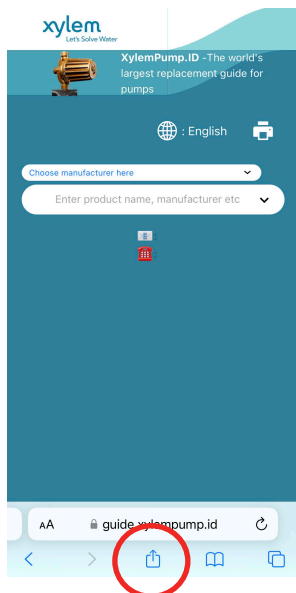 xylem
Let's Solve Water
XylemPump.ID -The world's
largest replacement guide for
pumps
: English
Choose manufacturer here
Enter product name, manufacturer etc
:
:
AA
guide.xylempump.id